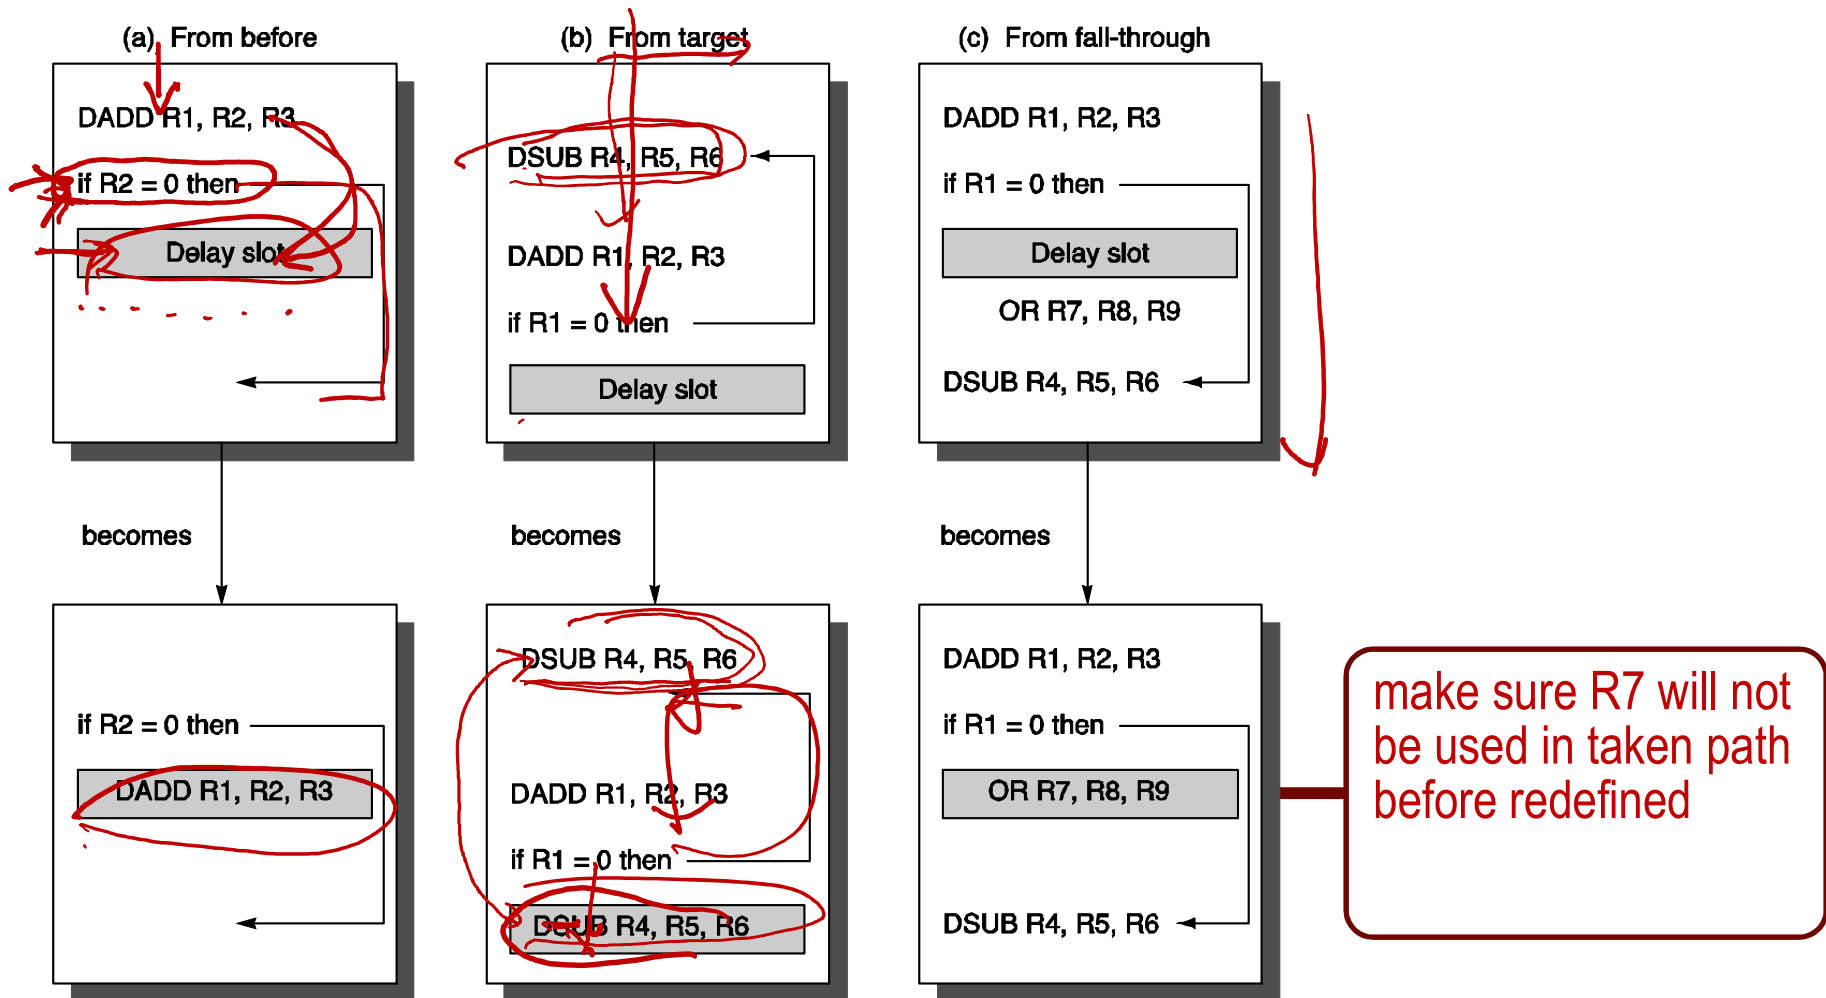 (a) From before
DADD R1, R2, R3
if R2 = 0 then
Delay slot
becomes
if R2 = 0 then
DADD R1, R2, R3
(b) From target
DSUB R4, R5, R6
DADD R1, R2, R3
if R1 = 0 then
Delay slot
becomes
DSUB R4, R5, R6
DADD R1, R2, R3
if R1 = 0 then
DSUB R4, R5, R6
(c) From fall-through
DADD R1, R2, R3
if R1 = 0 then
Delay slot
OR R7, R8, R9
DSUB R4, R5, R6
becomes
DADD R1, R2, R3
if R1 = 0 then
OR R7, R8, R9
DSUB R4, R5, R6
make sure R7 will not
be used in taken path
before redefined